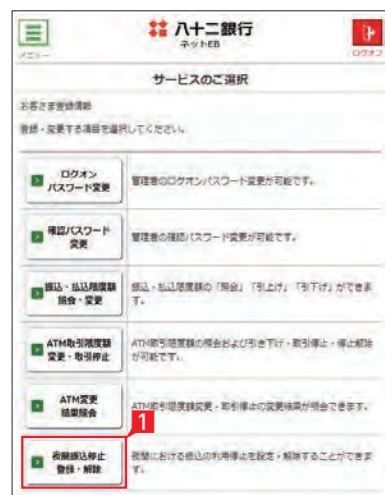 八十二銀行
ネットEB
メニュー
ログオフ
サービスのご選択
お客さま登録情報
登録・変更する項目を選択してください。
ログオン
パスワード変更
管理者のログオンパスワード変更が可能です。
確認パスワード
変更
管理者の確認パスワード変更が可能です。
振込・払込限度額
照会・変更
振込・払込限度額の「照会」「引上げ」「引下げ」ができま
す。
ATM取引限度額
変更・取引停止
ATM取引限度額の照会および引き下げ・取引停止・停止解除
が可能です。
ATM変更
結果照会
ATM取引限度額変更・取引停止の変更結果が照会できます。
1
夜間振込停止
登録・解除
夜間における振込の利用停止を設定・解除することができま
す。